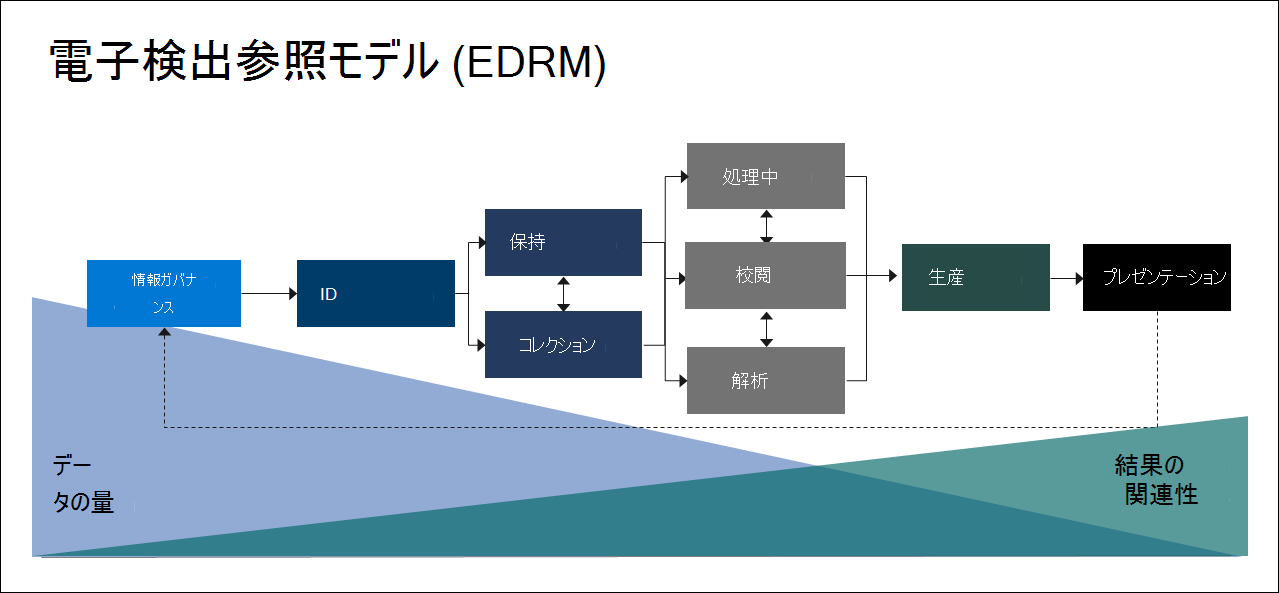 電子検出参照モデル (EDRM)
情報ガバナ
ンス
ID
保持
コレクション
処理中
校閲
解析
生産
プレゼンテーション
デー
タの量
結果の
関連性